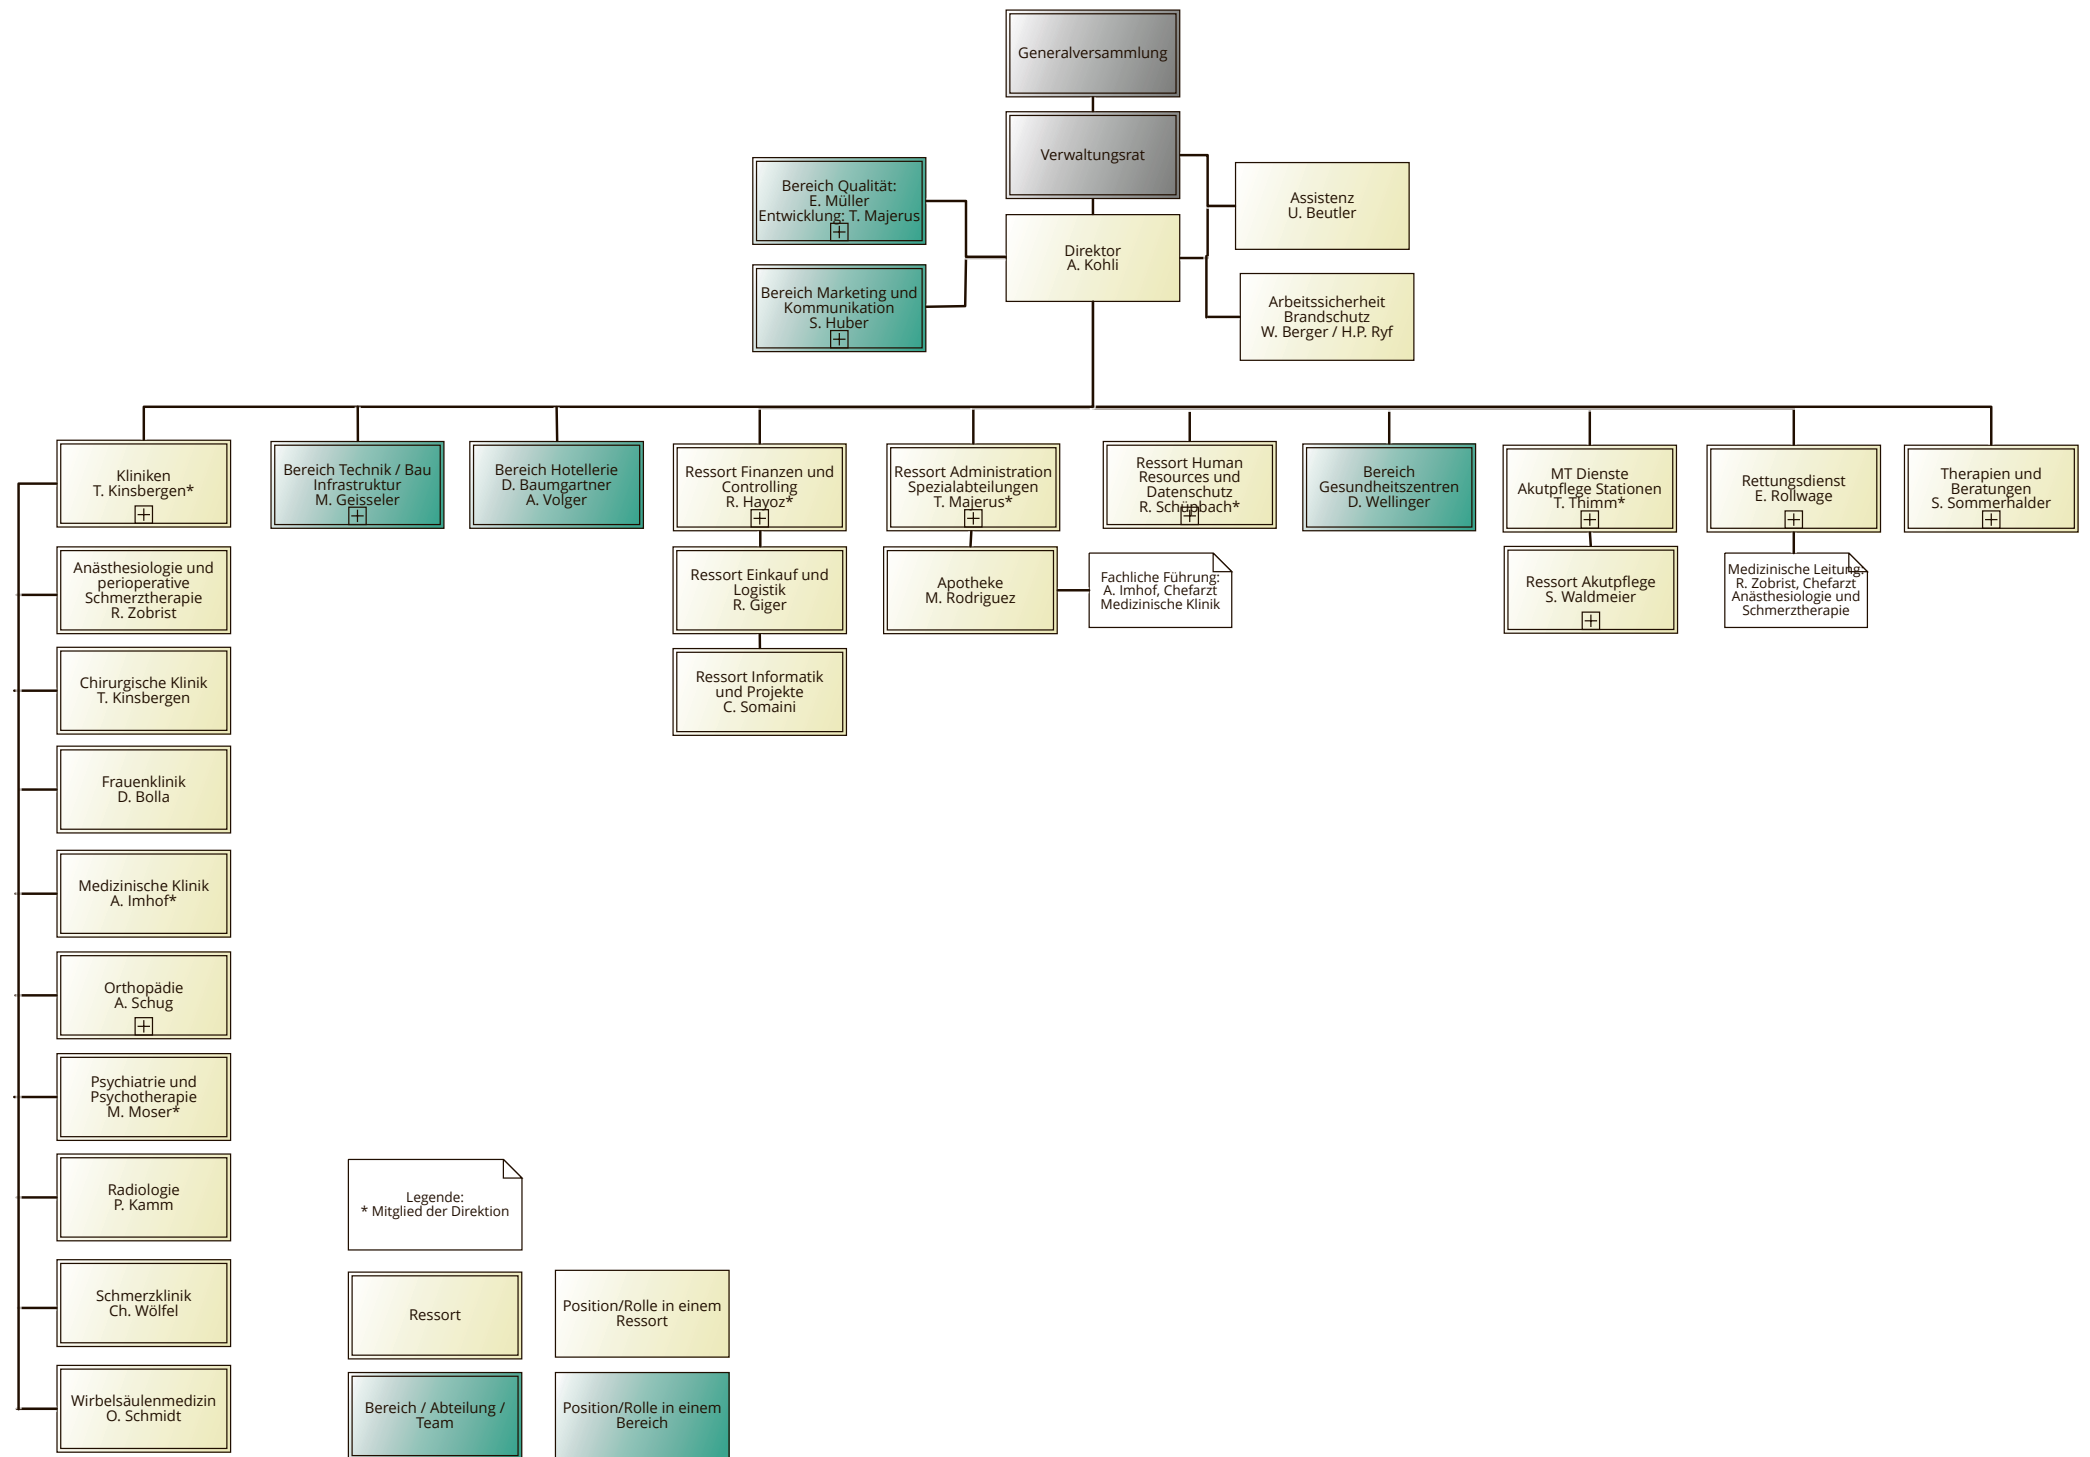 Generalversammlung
Verwaltungsrat
Bereich Qualität:
E. Müller
Entwicklung: T. Majerus
Assistenz
U. Beutler
Direktor
A. Kohli
Bereich Marketing und
Kommunikation
S. Huber
Arbeitssicherheit
Brandschutz
W. Berger / H.P. Ryf
Kliniken
T. Kinsbergen*
Bereich Technik / Bau
Infrastruktur
M. Geisseler
Bereich Hotellerie
D. Baumgartner
A. Volger
Ressort Finanzen und
Controlling
R. Hayoz*
Ressort Administration
Spezialabteilungen
T. Majerus*
Ressort Human
Resources und
Datenschutz
R. Schüpbach*
Bereich
Gesundheitszentren
D. Wellinger
MT Dienste
Akutpflege Stationen
T. Thimm*
Rettungsdienst
E. Rollwage
Therapien und
Beratungen
S. Sommerhalder
Anästhesiologie und
perioperative
Schmerztherapie
R. Zobrist
Ressort Einkauf und
Logistik
R. Giger
Apotheke
M. Rodriguez
Fachliche Führung:
A. Imhof, Chefarzt
Medizinische Klinik
Ressort Akutpflege
S. Waldmeier
Medizinische Leitung:
R. Zobrist, Chefarzt
Anästhesiologie und
Schmerztherapie
Chirurgische Klinik
T. Kinsbergen
Ressort Informatik
und Projekte
C. Somaini
Frauenklinik
D. Bolla
Medizinische Klinik
A. Imhof*
Orthopädie
A. Schug
Psychiatrie und
Psychotherapie
M. Moser*
Radiologie
P. Kamm
Legende:
* Mitglied der Direktion
Schmerzklinik
Ch. Wölfel
Ressort
Position/Rolle in einem
Ressort
Wirbelsäulenmedizin
O. Schmidt
Bereich / Abteilung /
Team
Position/Rolle in einem
Bereich